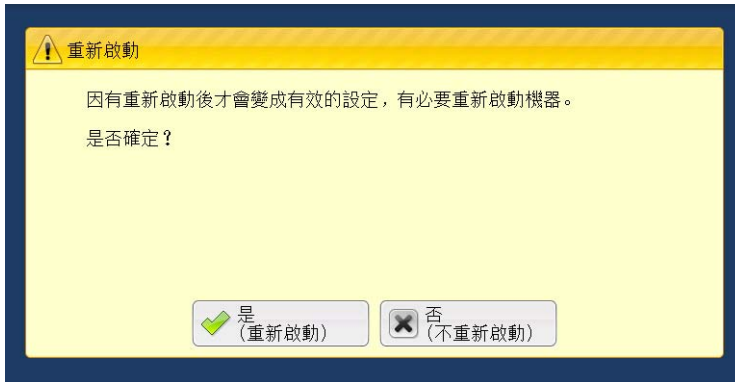 重新啟動
因有重新啟動後才會變成有效的設定，有必要重新啟動機器。
是否確定？
是
(重新啟動)
否
(不重新啟動)